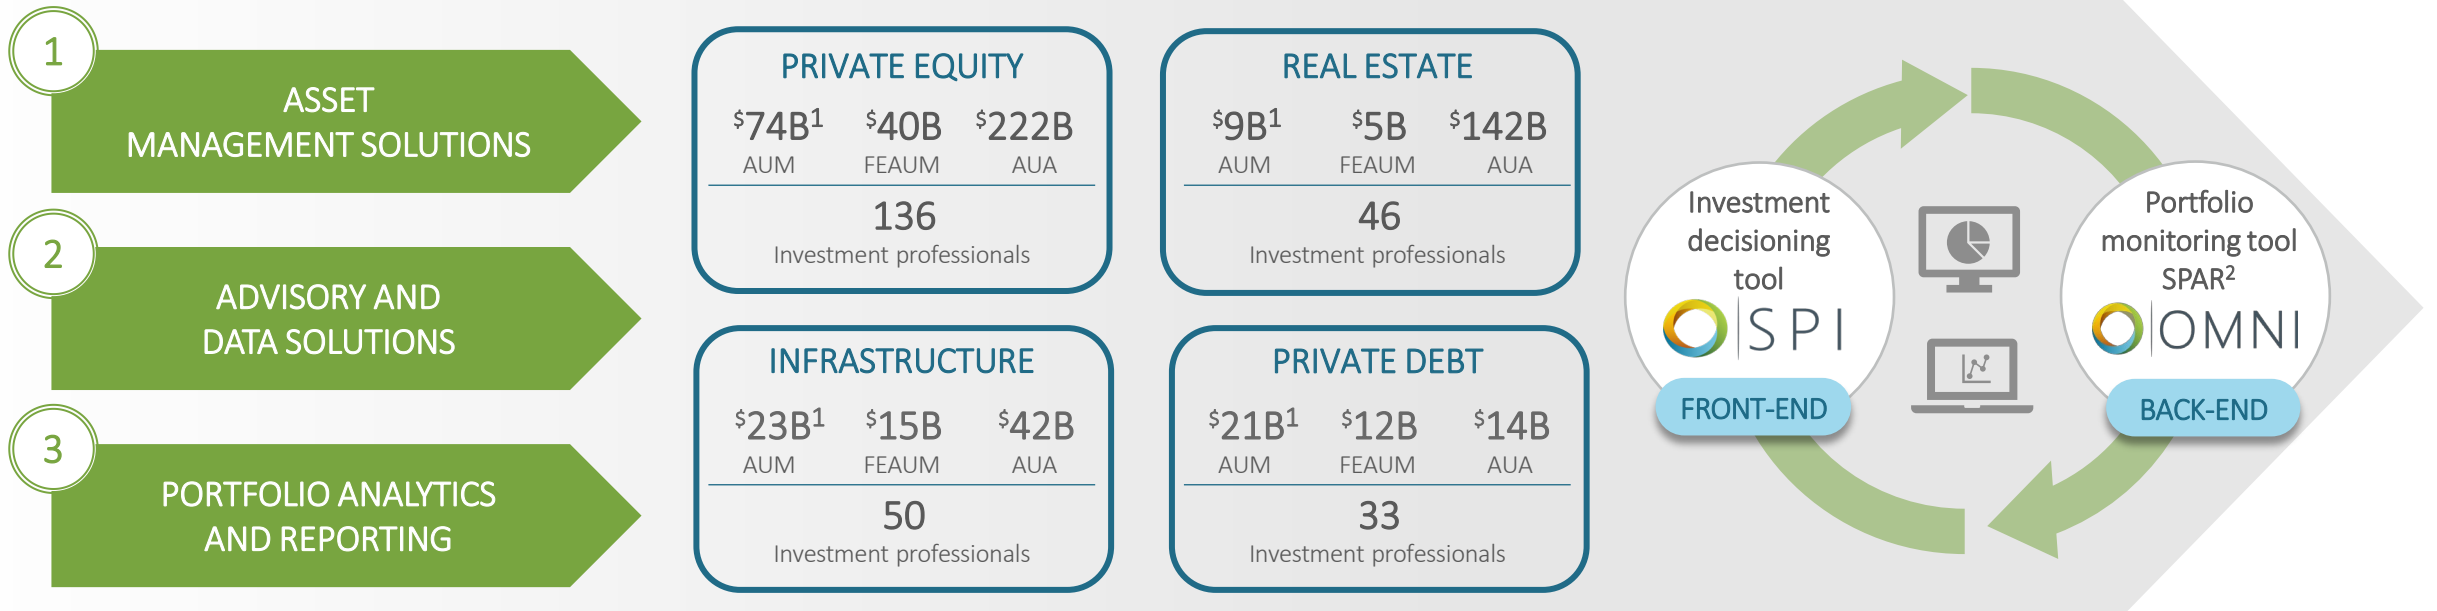 1
ASSET
MANAGEMENT SOLUTIONS
2
ADVISORY AND
DATA SOLUTIONS
3
PORTFOLIO ANALYTICS
AND REPORTING
PRIVATE EQUITY
$74B¹ $40B $222B
AUM FEAUM AUA
136
Investment professionals
REAL ESTATE
$9B¹ $5B $142B
AUM FEAUM AUA
46
Investment professionals
INFRASTRUCTURE
$23B¹ $15B $42B
AUM FEAUM AUA
50
Investment professionals
PRIVATE DEBT
$21B¹ $12B $14B
AUM FEAUM AUA
33
Investment professionals
Investment
decisioning
tool
SPI
FRONT-END
Portfolio
monitoring tool
SPAR²
OMNI
BACK-END